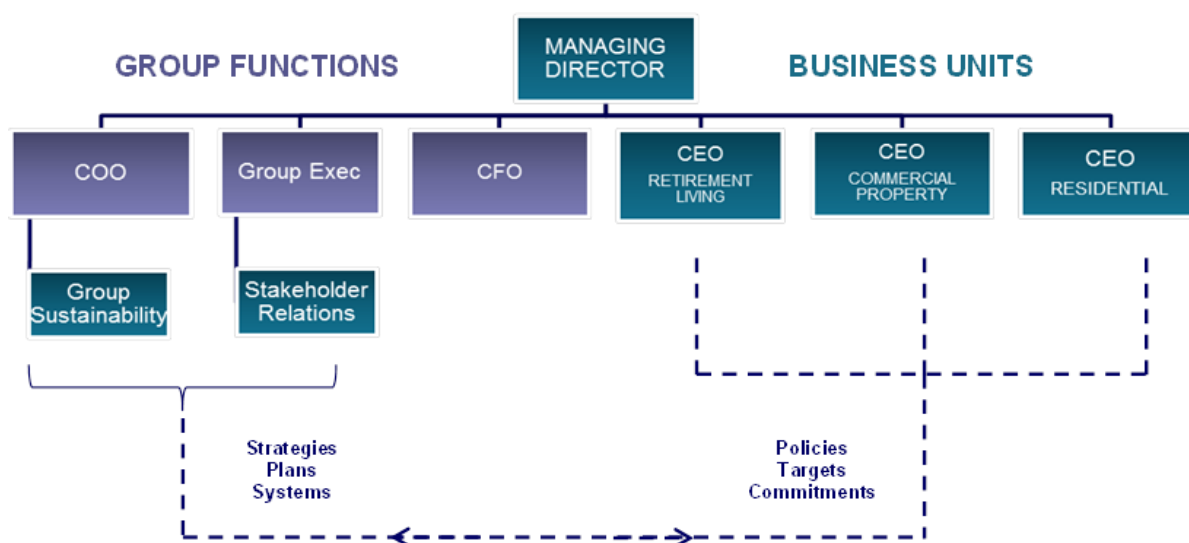 MANAGING
DIRECTOR
GROUP FUNCTIONS
BUSINESS UNITS
COO
Group Exec
CFO
CEO
RETIREMENT
LIVING
CEO
COMMERCIAL
PROPERTY
CEO
RESIDENTIAL
Group
Sustainability
Stakeholder
Relations
Strategies
Plans
Systems
Policies
Targets
Commitments